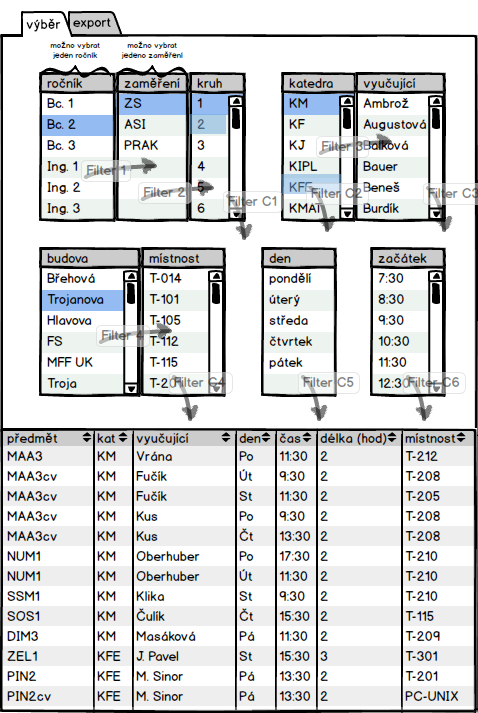 výběr export
možno vybrat
jeden ročník
možno vybrat
jedeno zaměření
ročník zaměření kruh
Bc. 1 ZS 1
Bc. 2 ASI 2
Bc. 3 PRAK 3
Ing. 1 4
Ing. 2 5
Ing. 3 6
Filter 1
Filter 2
Filter C1
katedra vyučující
KM Ambrož
KF Augustová
KJ Balková
KIPL Bauer
KFE Beneš
KMAT Burdík
Filter 3
Filter C2
Filter C3
budova místnost
Břehová T-014
Trojanova T-101
Hlavova T-105
FS T-112
MFF UK T-115
Troja
Filter 4
Filter C4
den
pondělí
úterý
středa
čtvrtek
pátek
Filter C5
začátek
7:30
8:30
9:30
10:30
11:30
12:30
Filter C6
předmět kat vyučující den čas délka (hod) místnost
MAA3 KM Vrána Po 11:30 2 T-212
MAA3cv KM Fučík Út 9:30 2 T-208
MAA3cv KM Fučík St 11:30 2 T-205
MAA3cv KM Kus Po 9:30 2 T-208
MAA3cv KM Kus Čt 13:30 2 T-208
NUM1 KM Oberhuber Po 17:30 2 T-210
NUM1 KM Oberhuber Út 11:30 2 T-210
SSM1 KM Klika St 9:30 2 T-210
SOS1 KM Čulík Čt 15:30 2 T-115
DIM3 KM Masáková Pá 11:30 2 T-209
ZEL1 KFE J. Pavel St 15:30 3 T-301
PIN2 KFE M. Sinor Pá 13:30 2 T-201
PIN2cv KFE M. Sinor Pá 13:30 2 PC-UNIX